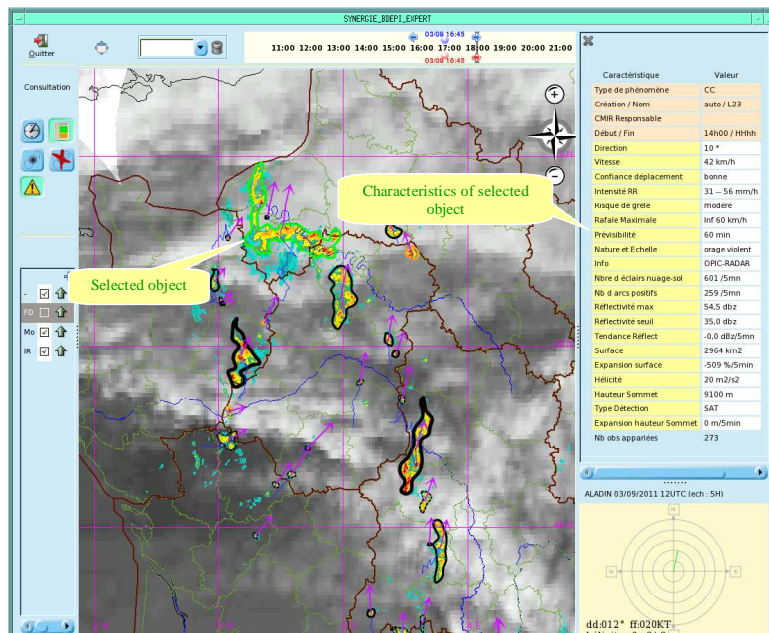 SYNERGIE_BDEPI_EXPERT
Quitter
03/09 16:45
11:00 12:00 13:00 14:00 15:00 16:00 17:00 18:00 19:00 20:00 21:00
03/09 16:45
Consultation
-
FD
Mo
IR
Selected object
Characteristics of selected
object
Caractéristique Valeur
Type de phénomène CC
Création / Nom auto / L23
CMIR Responsable
Début / Fin 14h00 / HHhh
Direction 10 °
Vitesse 42 km/h
Confiance déplacement bonne
Intensité RR 31 -- 56 mm/h
Risque de grêle modéré
Rafale Maximale Inf 60 km/h
Prévisibilité 60 min
Nature et Echelle orage violent
Info OPIC-RADAR
Nbre d éclairs nuage-sol 601 /5mn
Nb d arcs positifs 259 /5mn
Réflectivité max 54,5 dbz
Réflectivité seuil 35,0 dbz
Tendance Réflect -0,0 dBz/5mn
Surface 2964 km2
Expansion surface -509 %/5min
Hélicité 20 m2/s2
Hauteur Sommet 9100 m
Type Détection SAT
Expansion hauteur Sommet 0 m/5min
Nb obs appariées 273
ALADIN 03/09/2011 12UTC (ech : 5H)
N
E
S
dd:012° ff:020KT